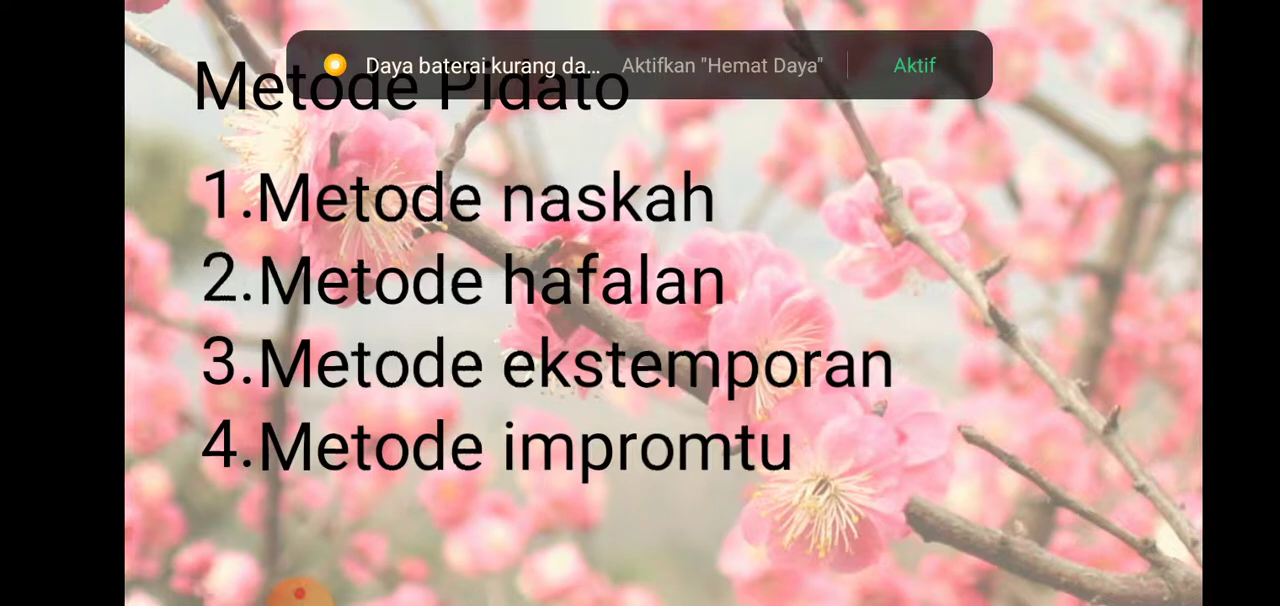 Daya baterai kurang da... Aktifkan "Hemat Daya" Aktif
Metode Pidato
1.Metode naskah
2.Metode hafalan
3.Metode ekstemporan
4.Metode impromtu